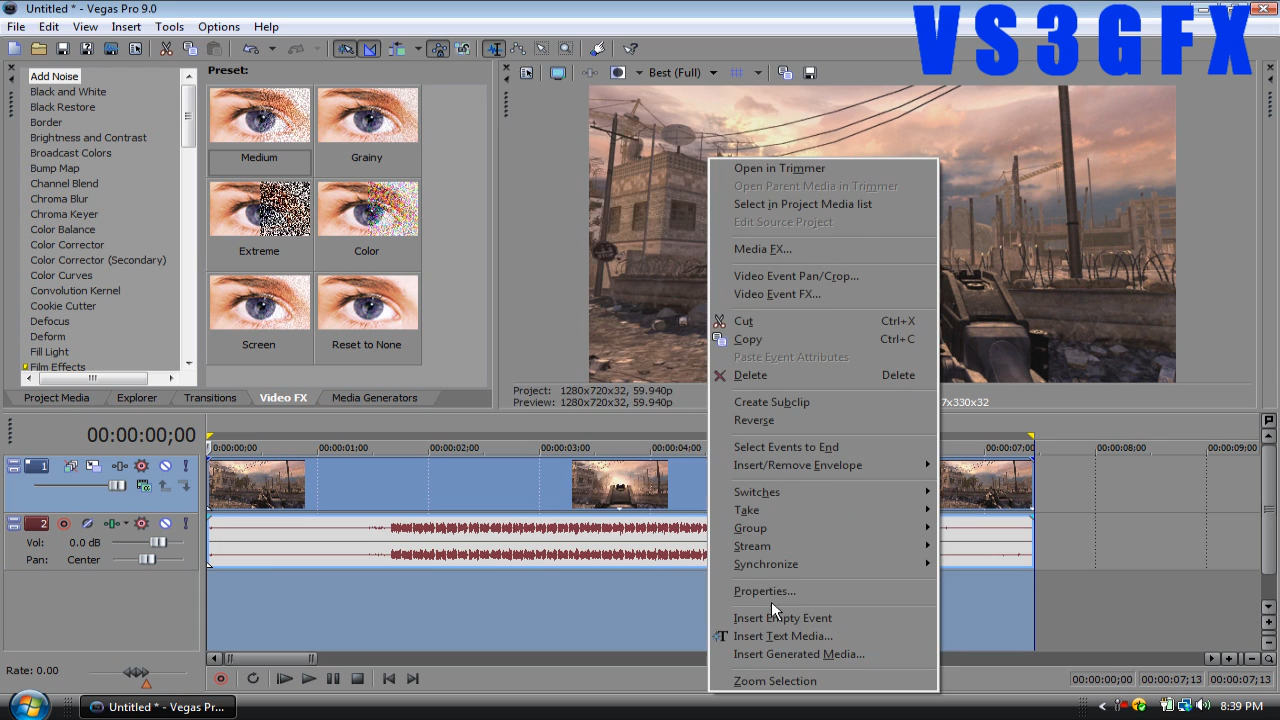 Untitled * - Vegas Pro 9.0
VS3GFX
File Edit View Insert Tools Options Help
Best (Full)
Add Noise
Black and White
Black Restore
Border
Brightness and Contrast
Broadcast Colors
Bump Map
Channel Blend
Chroma Blur
Chroma Keyer
Color Balance
Color Corrector
Color Corrector (Secondary)
Color Curves
Convolution Kernel
Cookie Cutter
Defocus
Deform
Fill Light
Film Effects
Preset:
Medium
Grainy
Extreme
Color
Screen
Reset to None
Project Media Explorer Transitions Video FX Media Generators
Project: 1280x720x32, 59.940p
Preview: 1280x720x32, 59.940p
7x330x32
Open in Trimmer
Open Parent Media in Trimmer
Select in Project Media list
Edit Source Project
Media FX...
Video Event Pan/Crop...
Video Event FX...
Cut Ctrl+X
Copy Ctrl+C
Paste Event Attributes
Delete Delete
Create Subclip
Reverse
Select Events to End
Insert/Remove Envelope
Switches
Take
Group
Stream
Synchronize
Properties...
Insert Empty Event
Insert Text Media...
Insert Generated Media...
Zoom Selection
00:00:00;00
0:00:00;00 00:00:01;00 00:00:02;00 00:00:03;00 00:00:04;00 00:00:07;00 00:00:08;00 00:00:09;00
1
2
Vol: 0.0 dB
Pan: Center
Rate: 0.00
00:00:00;00 00:00:07;13 00:00:07;13
Untitled * - Vegas Pr...
8:39 PM